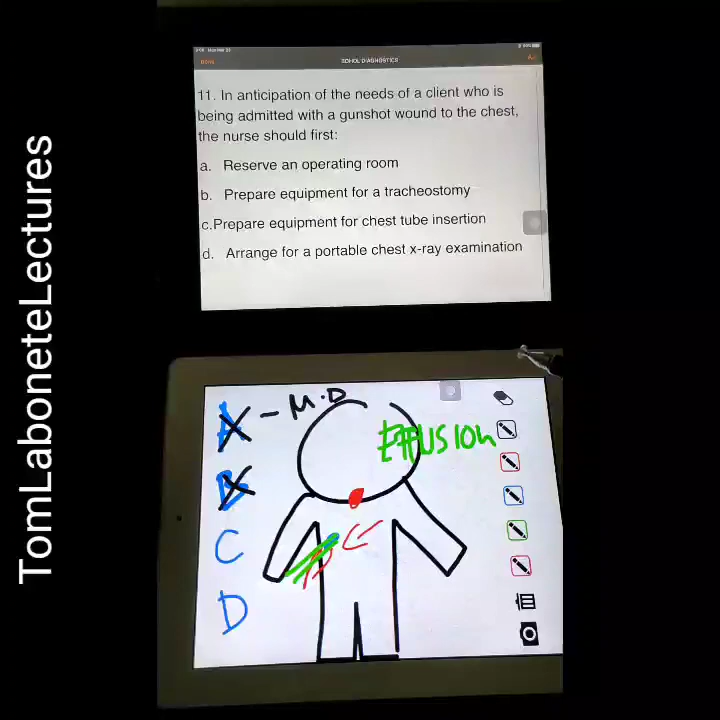 TomLaboneteLectures
Done
11. In anticipation of the needs of a client who is
being admitted with a gunshot wound to the chest,
the nurse should first:
a. Reserve an operating room
b. Prepare equipment for a tracheostomy
c.Prepare equipment for chest tube insertion
d. Arrange for a portable chest x-ray examination
A - M.D
B
EFFUSION
C
D